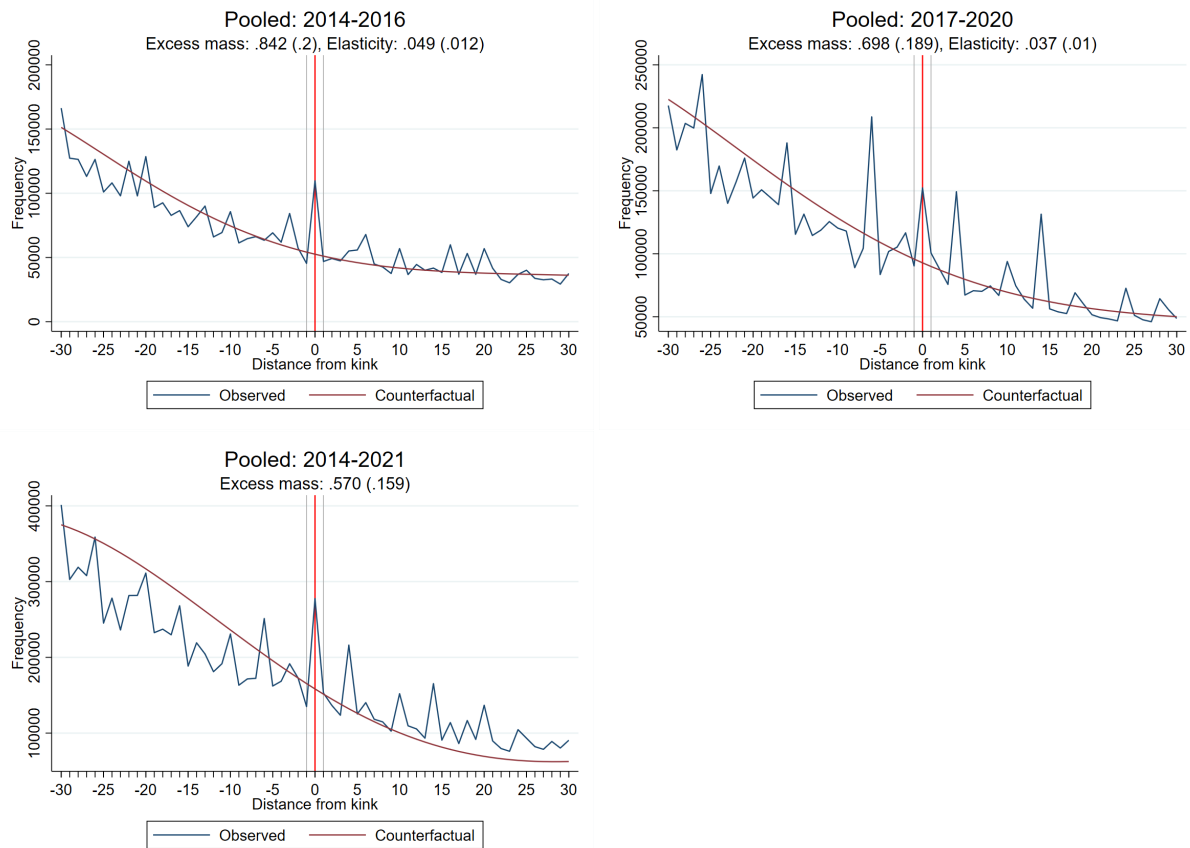 Pooled: 2014-2016
Excess mass: .842 (.2), Elasticity: .049 (.012)
Frequency
200000
150000
100000
50000
0
-30 -25 -20 -15 -10 -5 0 5 10 15 20 25 30
Distance from kink
Observed Counterfactual
Pooled: 2017-2020
Excess mass: .698 (.189), Elasticity: .037 (.01)
Frequency
250000
200000
150000
100000
50000
-30 -25 -20 -15 -10 -5 0 5 10 15 20 25 30
Distance from kink
Observed Counterfactual
Pooled: 2014-2021
Excess mass: .570 (.159)
Frequency
400000
300000
200000
100000
-30 -25 -20 -15 -10 -5 0 5 10 15 20 25 30
Distance from kink
Observed Counterfactual